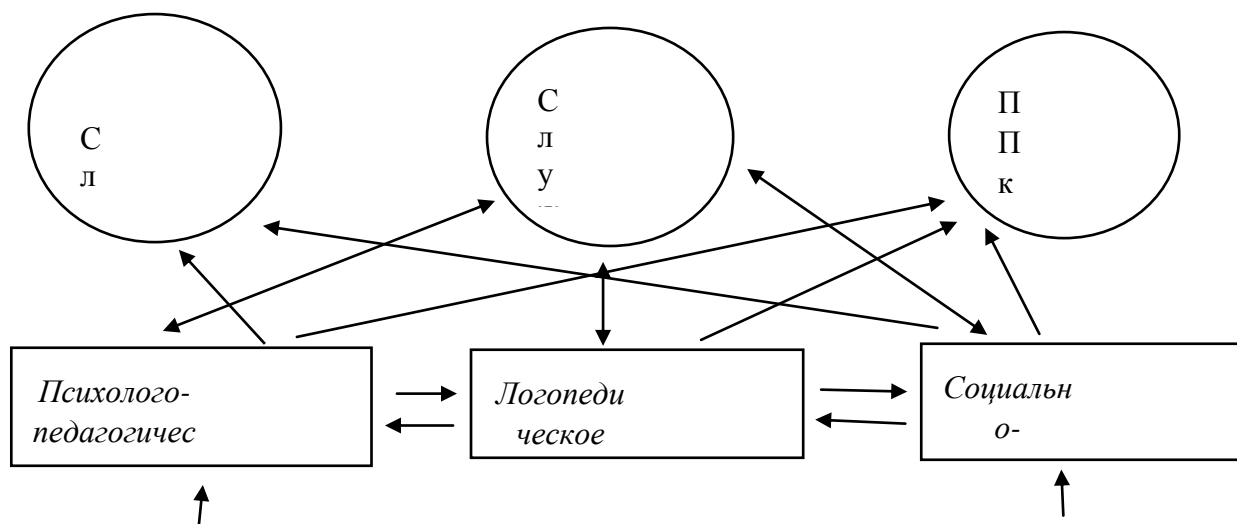 С
л
С
л
у
П
П
к
Психолого-
педагогичес
Логопеди
ческое
Социальн
о-